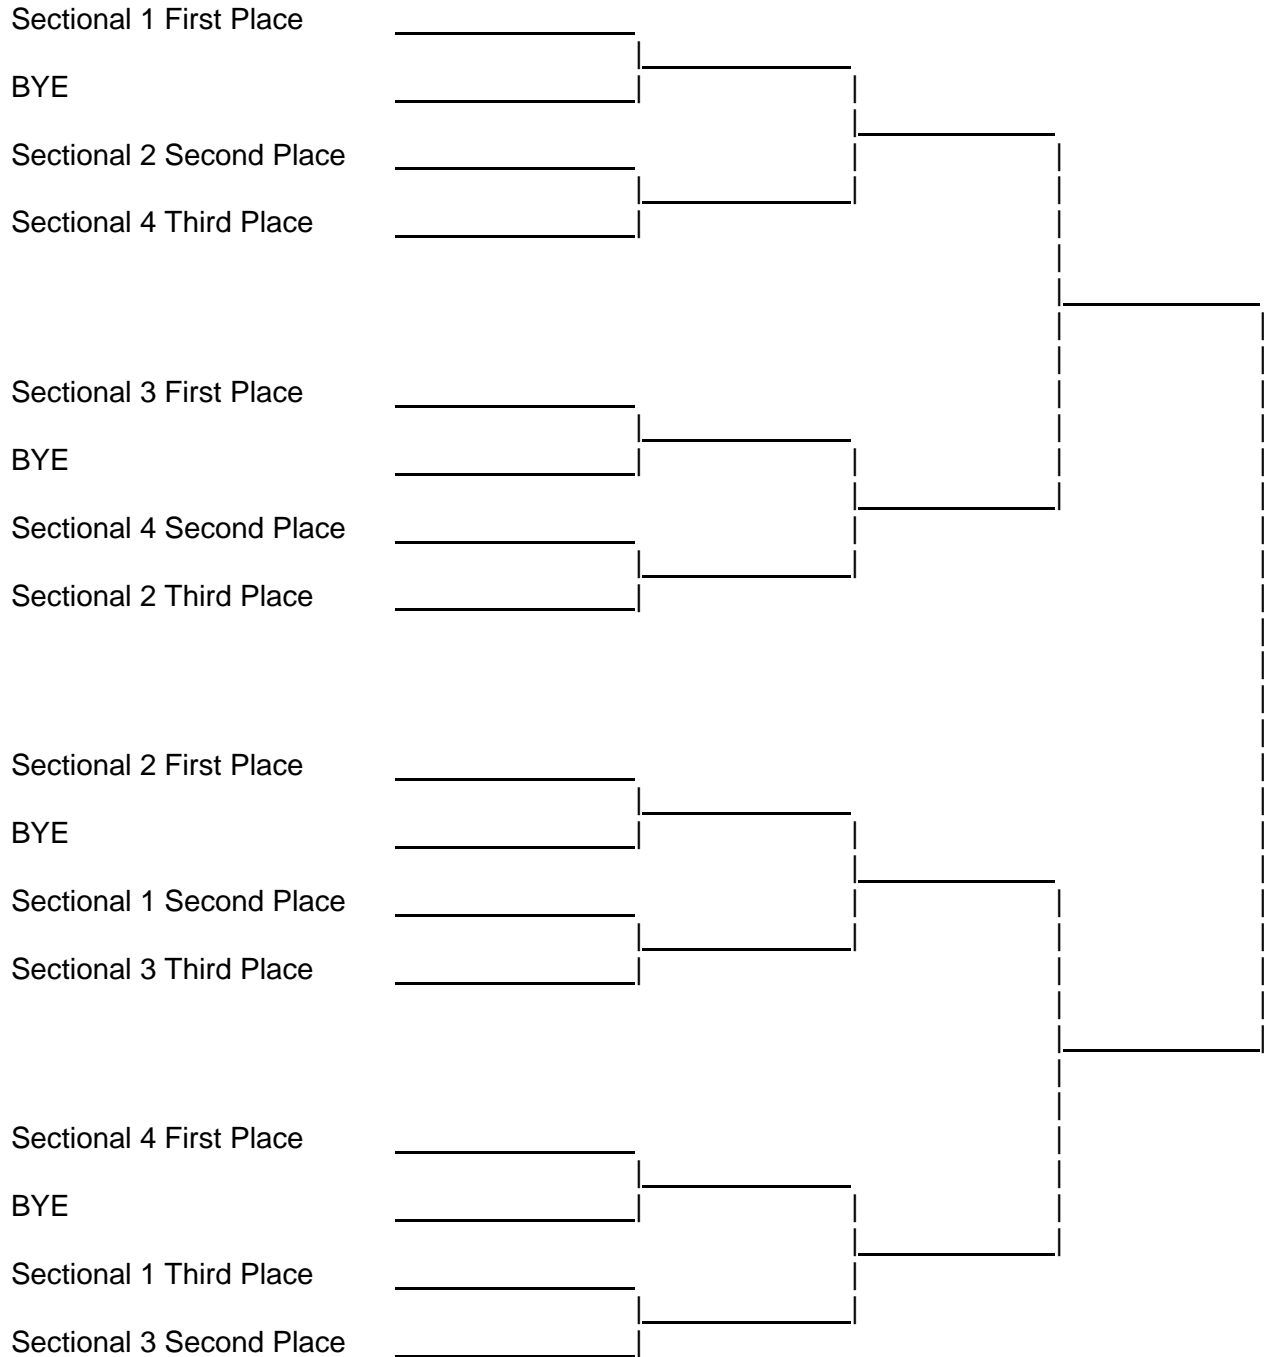 Sectional 1 First Place
BYE
Sectional 2 Second Place
Sectional 4 Third Place
Sectional 3 First Place
BYE
Sectional 4 Second Place
Sectional 2 Third Place
Sectional 2 First Place
BYE
Sectional 1 Second Place
Sectional 3 Third Place
Sectional 4 First Place
BYE
Sectional 1 Third Place
Sectional 3 Second Place